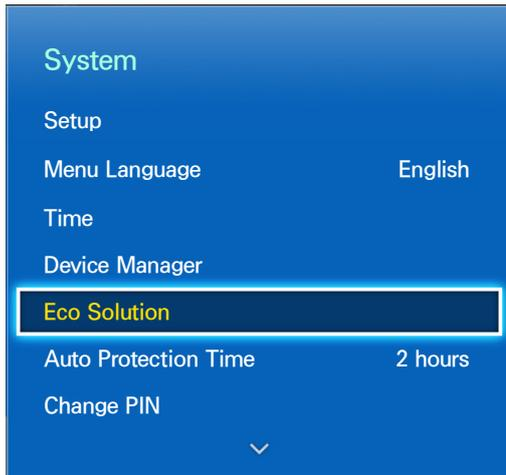 System
Setup
Menu Language English
Time
Device Manager
Eco Solution
Auto Protection Time 2 hours
Change PIN